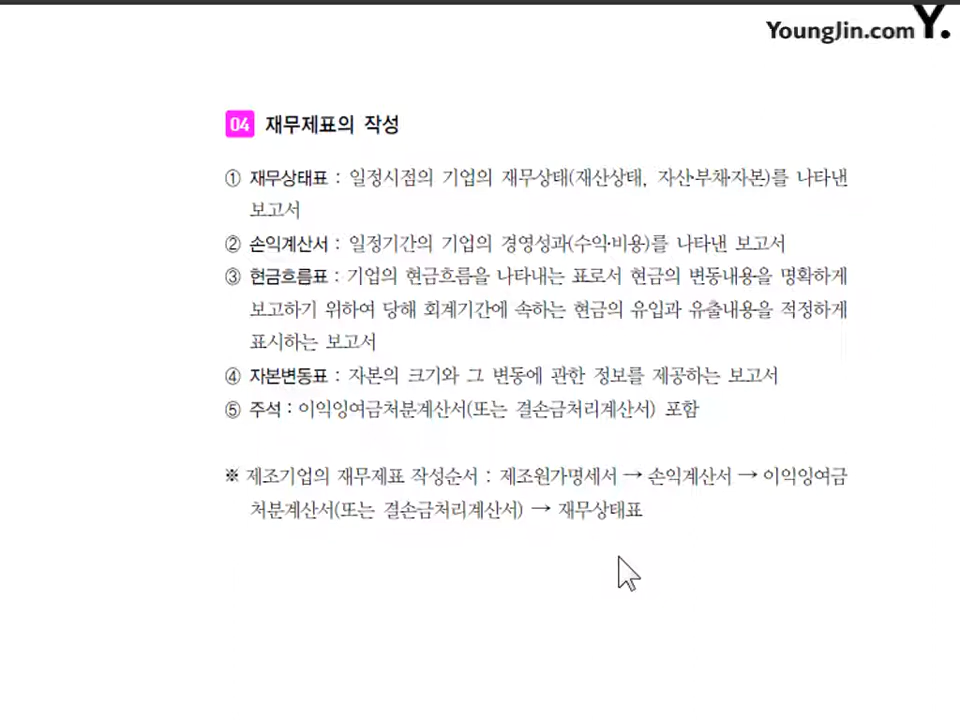 YoungJin.com Y.
04 재무제표의 작성
① 재무상태표 : 일정시점의 기업의 재무상태(재산상태, 자산·부채·자본)를 나타낸
보고서
② 손익계산서 : 일정기간의 기업의 경영성과(수익·비용)를 나타낸 보고서
③ 현금흐름표 : 기업의 현금흐름을 나타내는 표로서 현금의 변동내용을 명확하게
보고하기 위하여 당해 회계기간에 속하는 현금의 유입과 유출내용을 적정하게
표시하는 보고서
④ 자본변동표 : 자본의 크기와 그 변동에 관한 정보를 제공하는 보고서
⑤ 주석 : 이익잉여금처분계산서(또는 결손금처리계산서) 포함
※ 제조기업의 재무제표 작성순서 : 제조원가명세서 → 손익계산서 → 이익잉여금
처분계산서(또는 결손금처리계산서) → 재무상태표